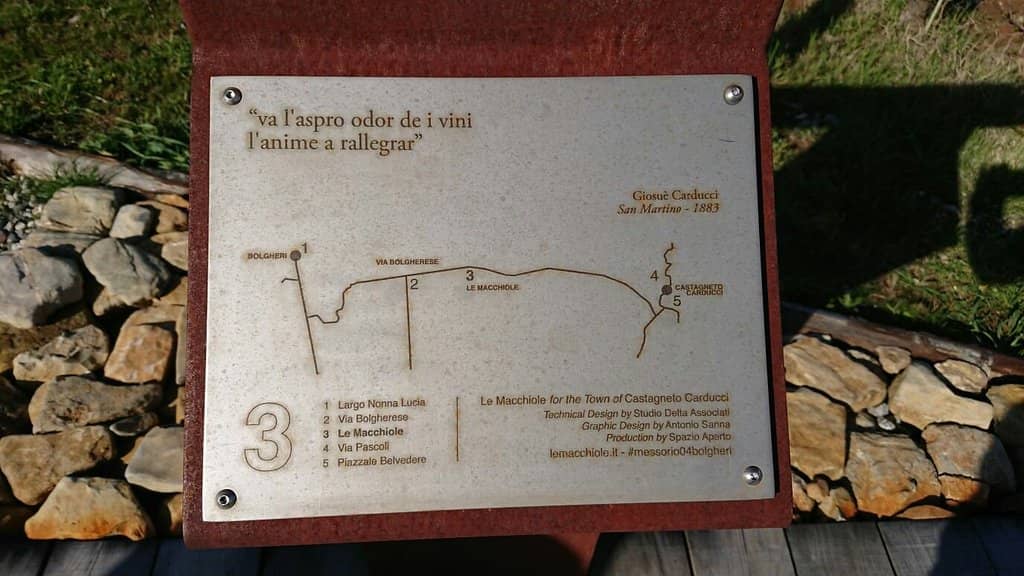 “va l'aspro odor de i vini
l'anime a rallegrar”
Giosuè Carducci
San Martino - 1883
BOLGHERI 1
VIA BOLGHERESE
2
3
LE MACCHIOLE
4
CASTAGNETO
CARDUCCI
5
3
1 Largo Nonna Lucia
2 Via Bolgherese
3 Le Macchiole
4 Via Pascoli
5 Piazzale Belvedere
Le Macchiole for the Town of Castagneto Carducci
Technical Design by Studio Delta Associati
Graphic Design by Antonio Sanna
Production by Spazio Aperto
lemacchiole.it - #messorio04bolgheri